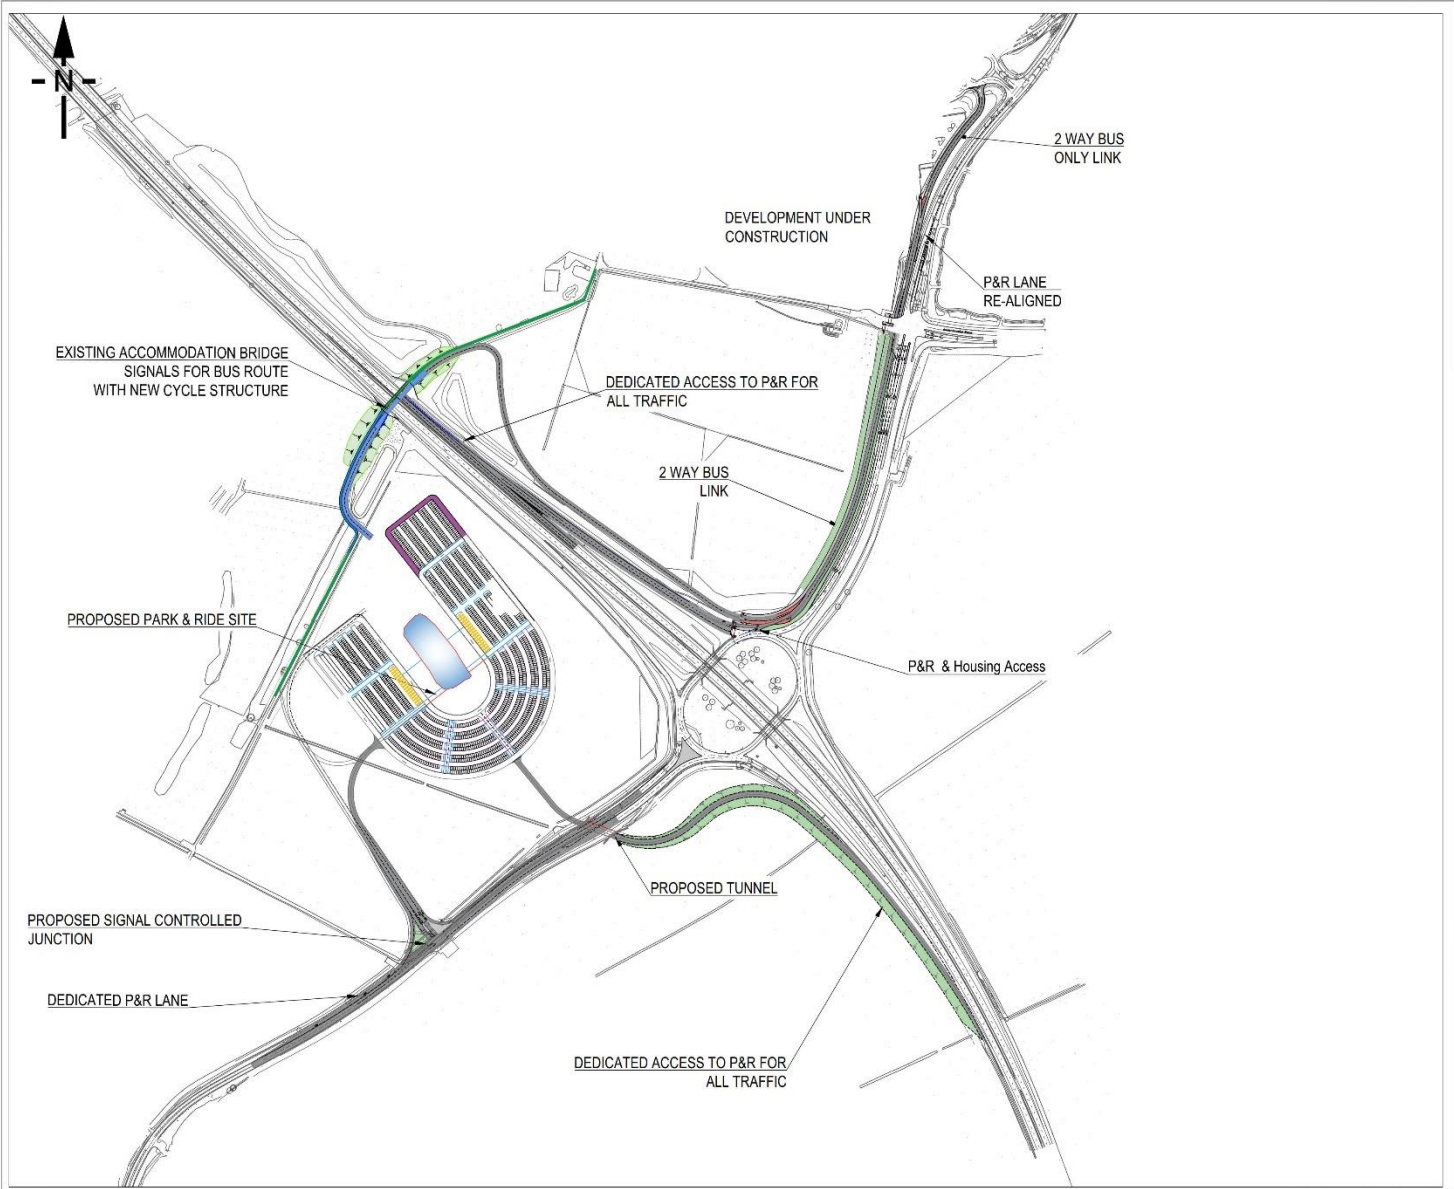 - N -
2 WAY BUS
ONLY LINK
DEVELOPMENT UNDER
CONSTRUCTION
P&R LANE
RE-ALIGNED
EXISTING ACCOMMODATION BRIDGE
SIGNALS FOR BUS ROUTE
WITH NEW CYCLE STRUCTURE
DEDICATED ACCESS TO P&R FOR
ALL TRAFFIC
2 WAY BUS
LINK
PROPOSED PARK & RIDE SITE
P&R & Housing Access
PROPOSED TUNNEL
PROPOSED SIGNAL CONTROLLED
JUNCTION
DEDICATED P&R LANE
DEDICATED ACCESS TO P&R FOR
ALL TRAFFIC